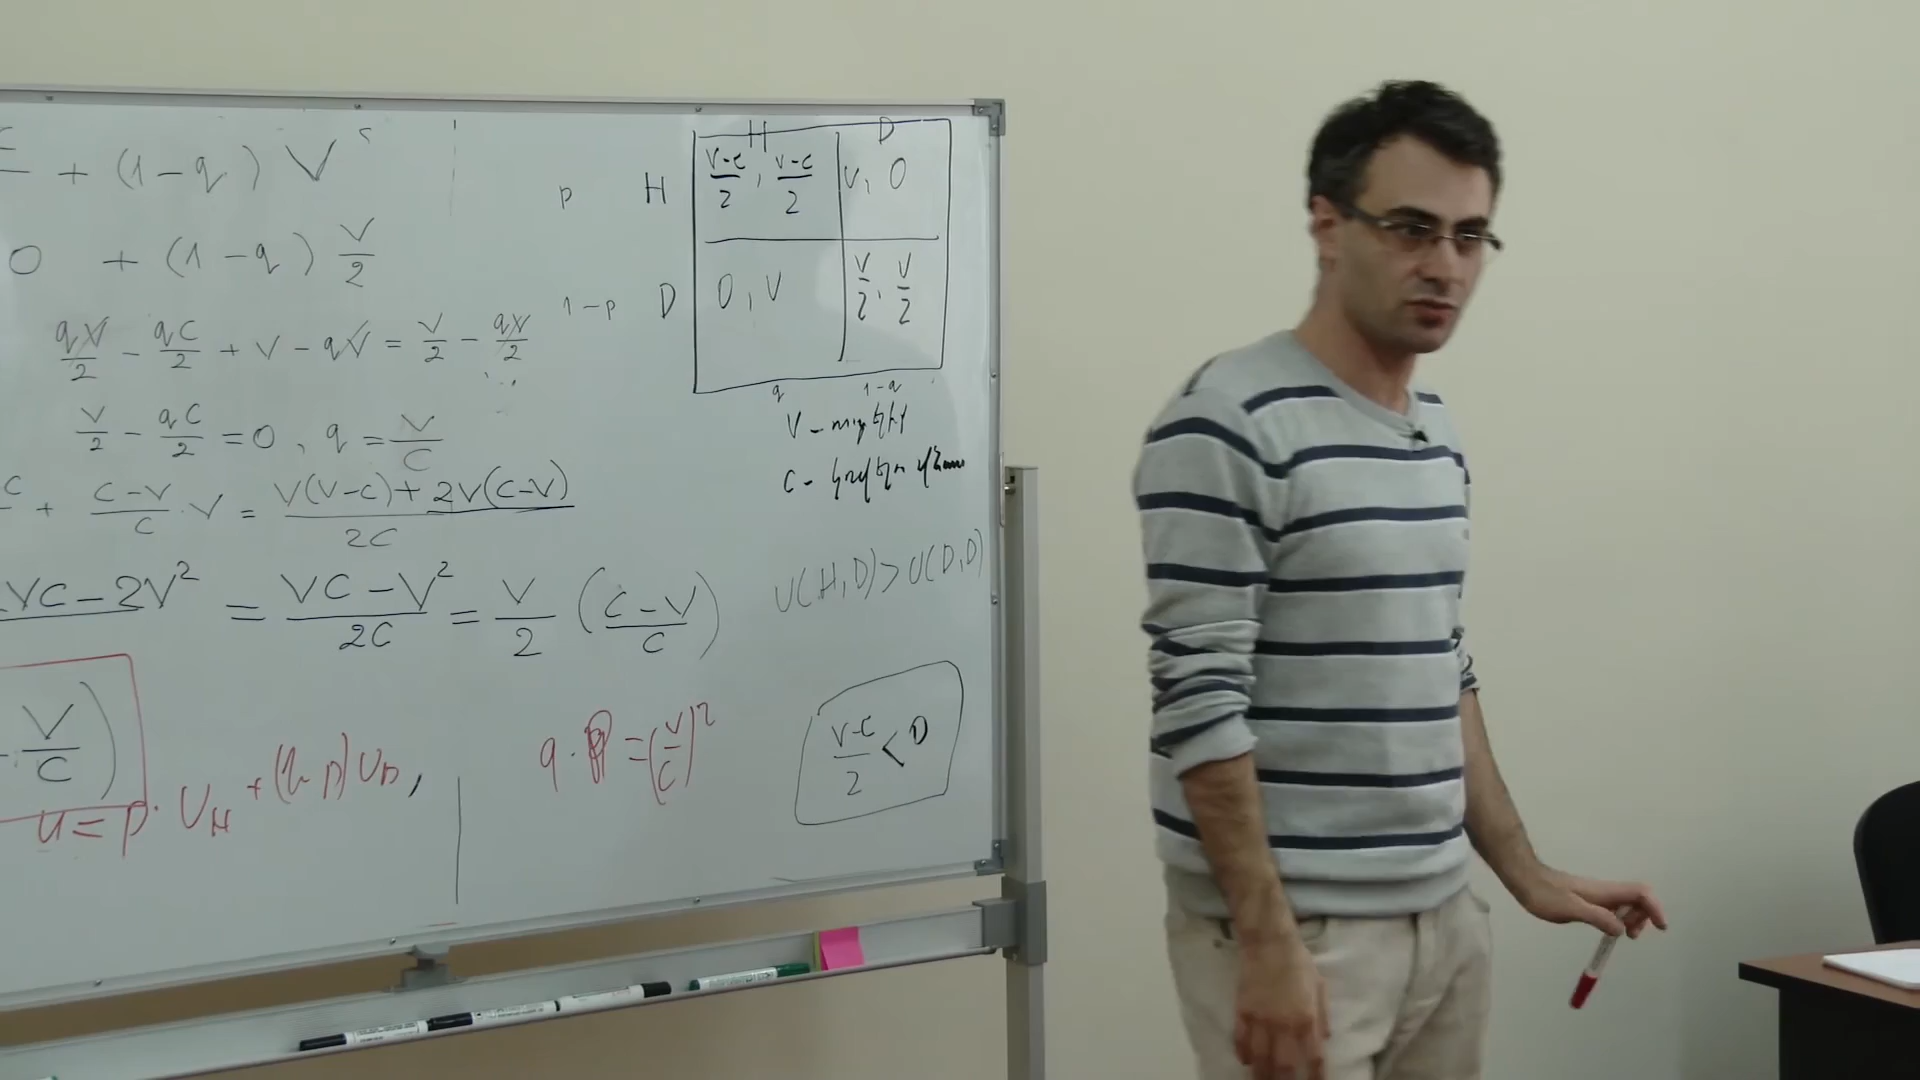 + (1-q) V
0 + (1-q) V/2
qV/2 - qC/2 + V - qV = V/2 - qV/2
V/2 - qC/2 = 0, q = V/C
+ C-V/C · V = V(V-C)+2V(C-V)/2C
VC-2V² = VC-V²/2C = V/2 (C-V/C)
V/C)
u = p · U_H + (1-p) U_D,
H D
p H V-C/2, V-C/2 V, 0
1-p D 0, V V/2, V/2
q 1-q
V -
C -
U(H,D) > U(D,D)
q · p = (V/C)²
V-C/2 < 0